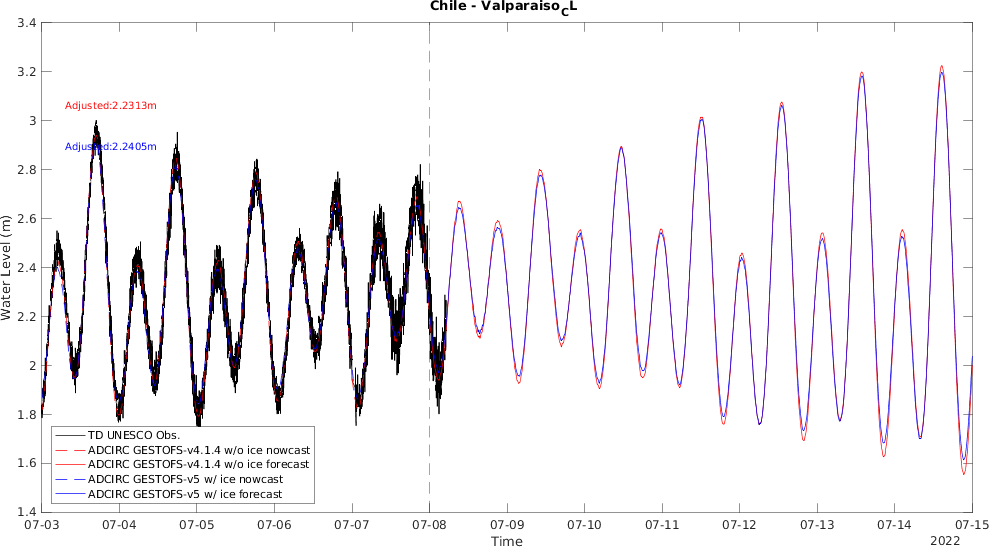 Chile - ValparaisoCL
3.4
3.2
3
2.8
2.6
2.4
2.2
2
1.8
1.6
1.4
Water Level (m)
Adjusted:2.2313m
Adjusted:2.2405m
TD UNESCO Obs.
ADCIRC GESTOFS-v4.1.4 w/o ice nowcast
ADCIRC GESTOFS-v4.1.4 w/o ice forecast
ADCIRC GESTOFS-v5 w/ ice nowcast
ADCIRC GESTOFS-v5 w/ ice forecast
07-03 07-04 07-05 07-06 07-07 07-08 07-09 07-10 07-11 07-12 07-13 07-14 07-15
Time
2022